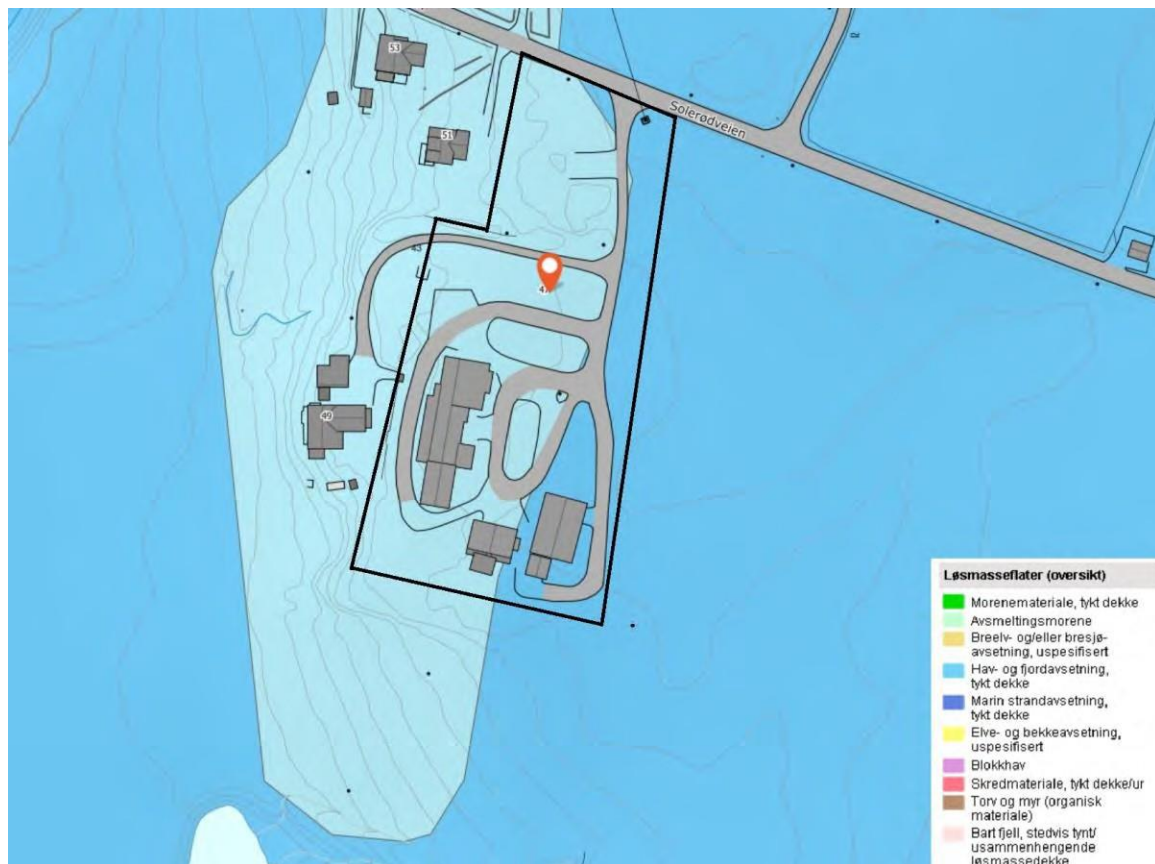 53
51
Solerødveien
43
49
Løsmasseflater (oversikt)
Morenemateriale, tykt dekke
Avsmeltingsmorene
Breelv- og/eller bresjø-
avsetning, uspesifisert
Hav- og fjordavsetning,
tykt dekke
Marin strandavsetning,
tykt dekke
Elve- og bekkeavsetning,
uspesifisert
Blokkhav
Skredmateriale, tykt dekke/ur
Torv og myr (organisk
materiale)
Bart fjell, stedvis tynt/
usammenhengende
løsmassedekke